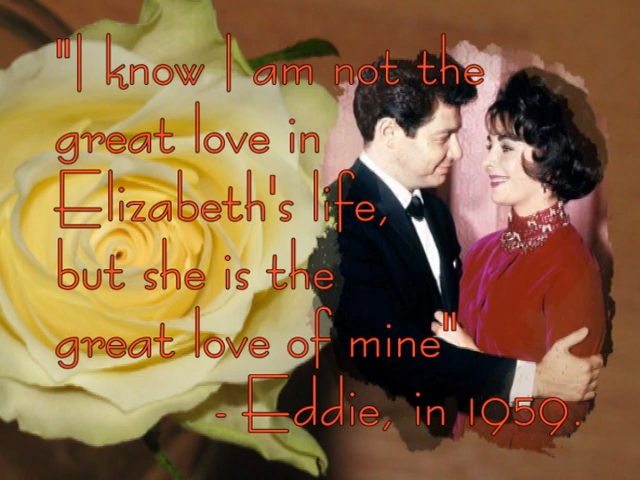 "I know I am not the
great love in
Elizabeth's life,
but she is the
great love of mine"
- Eddie, in 1959.